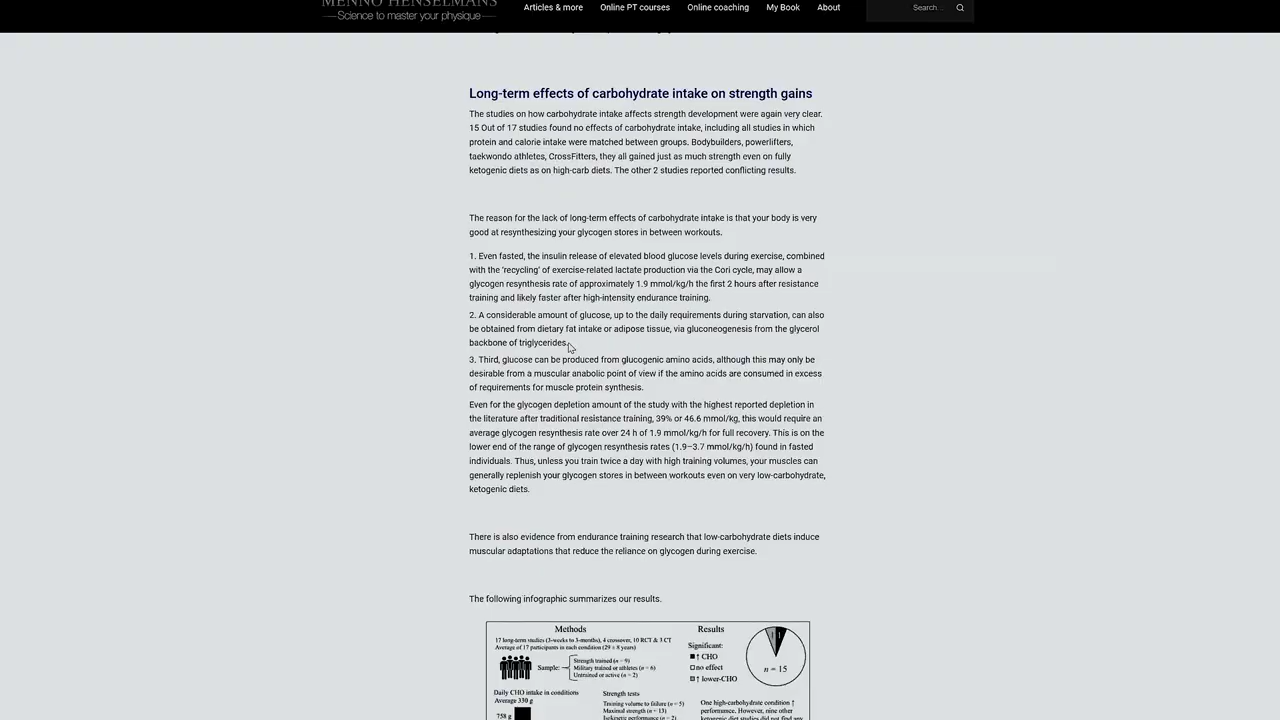 MENNO HENSELMANS
Science to master your physique
Articles & more Online PT courses Online coaching My Book About Search...
Long-term effects of carbohydrate intake on strength gains
The studies on how carbohydrate intake affects strength development were again very clear.
15 Out of 17 studies found no effects of carbohydrate intake, including all studies in which
protein and calorie intake were matched between groups. Bodybuilders, powerlifters,
taekwondo athletes, CrossFitters, they all gained just as much strength even on fully
ketogenic diets as on high-carb diets. The other 2 studies reported conflicting results.
The reason for the lack of long-term effects of carbohydrate intake is that your body is very
good at resynthesizing your glycogen stores in between workouts.
1. Even fasted, the insulin release of elevated blood glucose levels during exercise, combined
with the 'recycling' of exercise-related lactate production via the Cori cycle, may allow a
glycogen resynthesis rate of approximately 1.9 mmol/kg/h the first 2 hours after resistance
training and likely faster after high-intensity endurance training.
2. A considerable amount of glucose, up to the daily requirements during starvation, can also
be obtained from dietary fat intake or adipose tissue, via gluconeogenesis from the glycerol
backbone of triglycerides.
3. Third, glucose can be produced from glucogenic amino acids, although this may only be
desirable from a muscular anabolic point of view if the amino acids are consumed in excess
of requirements for muscle protein synthesis.
Even for the glycogen depletion amount of the study with the highest reported depletion in
the literature after traditional resistance training, 39% or 46.6 mmol/kg, this would require an
average glycogen resynthesis rate over 24 h of 1.9 mmol/kg/h for full recovery. This is on the
lower end of the range of glycogen resynthesis rates (1.9–3.7 mmol/kg/h) found in fasted
individuals. Thus, unless you train twice a day with high training volumes, your muscles can
generally replenish your glycogen stores in between workouts even on very low-carbohydrate,
ketogenic diets.
There is also evidence from endurance training research that low-carbohydrate diets induce
muscular adaptations that reduce the reliance on glycogen during exercise.
The following infographic summarizes our results.
Methods
17 long-term studies (3-weeks to 3-months), 4 crossover, 10 RCT & 3 CT
Average of 17 participants in each condition (29 ± 8 years)
Sample:
Strength trained (n = 9)
Military trained or athletes (n = 6)
Untrained or active (n = 2)
Daily CHO intake in conditions
Average 330 g
758 g
Strength tests
Training volume to failure (n = 5)
Maximal strength (n = 13)
Isokinetic performance (n = 2)
Results
Significant:
↑ CHO
no effect
↑ lower-CHO
1 1
n = 15
One high-carbohydrate condition ↑
performance. However, nine other
ketogenic diet studies did not find any